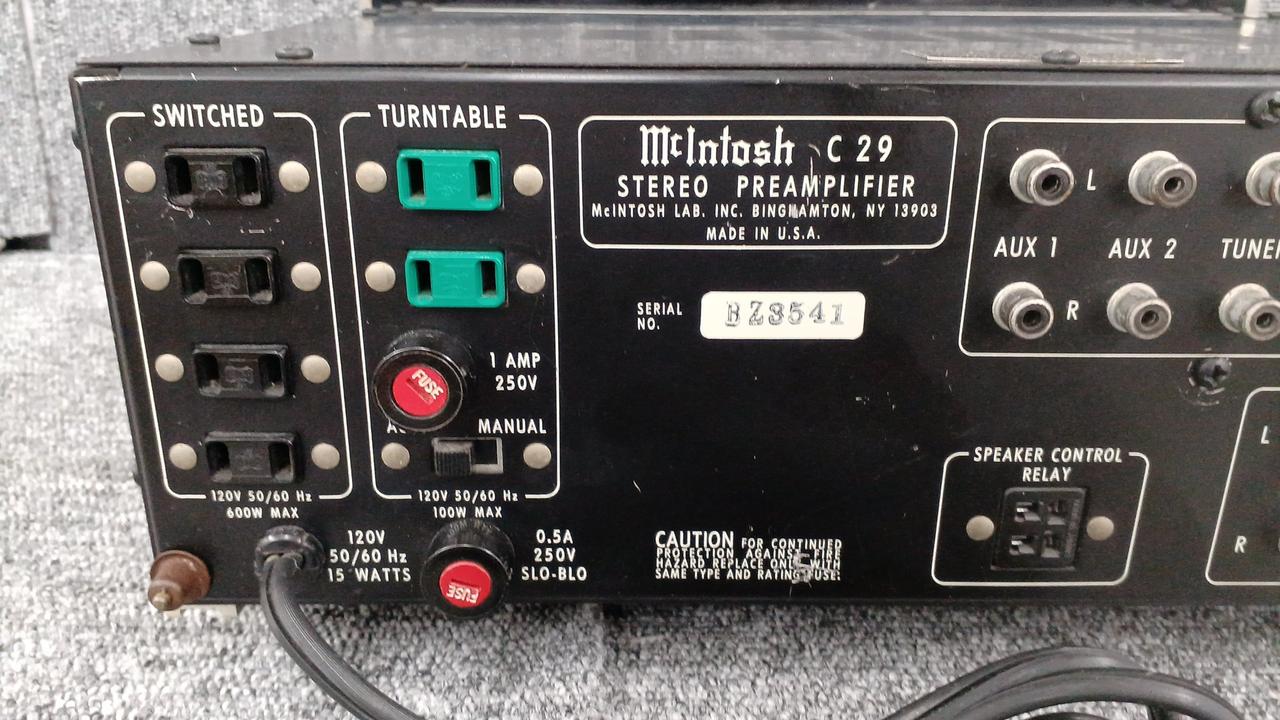 SWITCHED
120V 50/60 Hz
600W MAX
TURNTABLE
1 AMP
250V
MANUAL
120V 50/60 Hz
100W MAX
FUSE
120V
50/60 Hz
15 WATTS
0.5A
250V
SLO-BLO
FUSE
McIntosh C 29
STEREO PREAMPLIFIER
McINTOSH LAB. INC. BINGHAMTON, NY 13903
MADE IN U.S.A.
SERIAL
NO.
BZ3541
CAUTION FOR CONTINUED
PROTECTION AGAINST FIRE
HAZARD REPLACE ONLY WITH
SAME TYPE AND RATING FUSE!
L
AUX 1
AUX 2
TUNER
R
SPEAKER CONTROL
RELAY
L
R